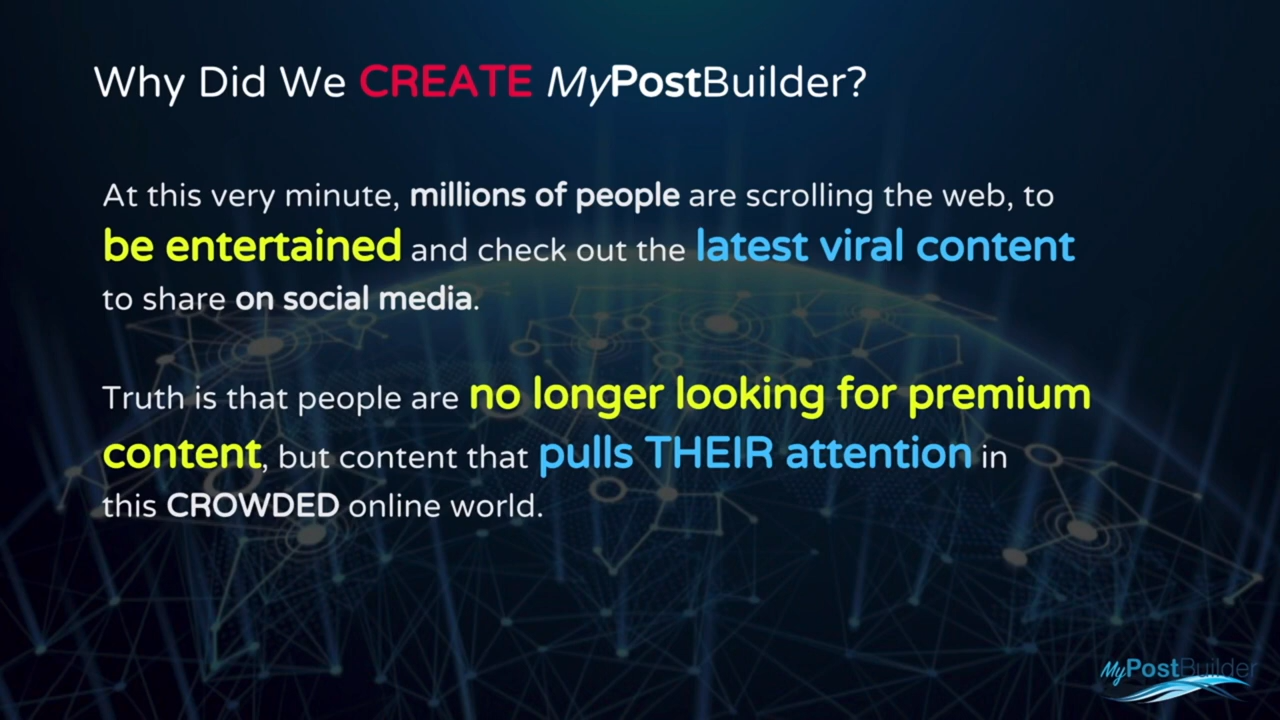 Why Did We CREATE MyPostBuilder?
At this very minute, millions of people are scrolling the web, to
be entertained and check out the latest viral content
to share on social media.
Truth is that people are no longer looking for premium
content, but content that pulls THEIR attention in
this CROWDED online world.
MyPostBuilder